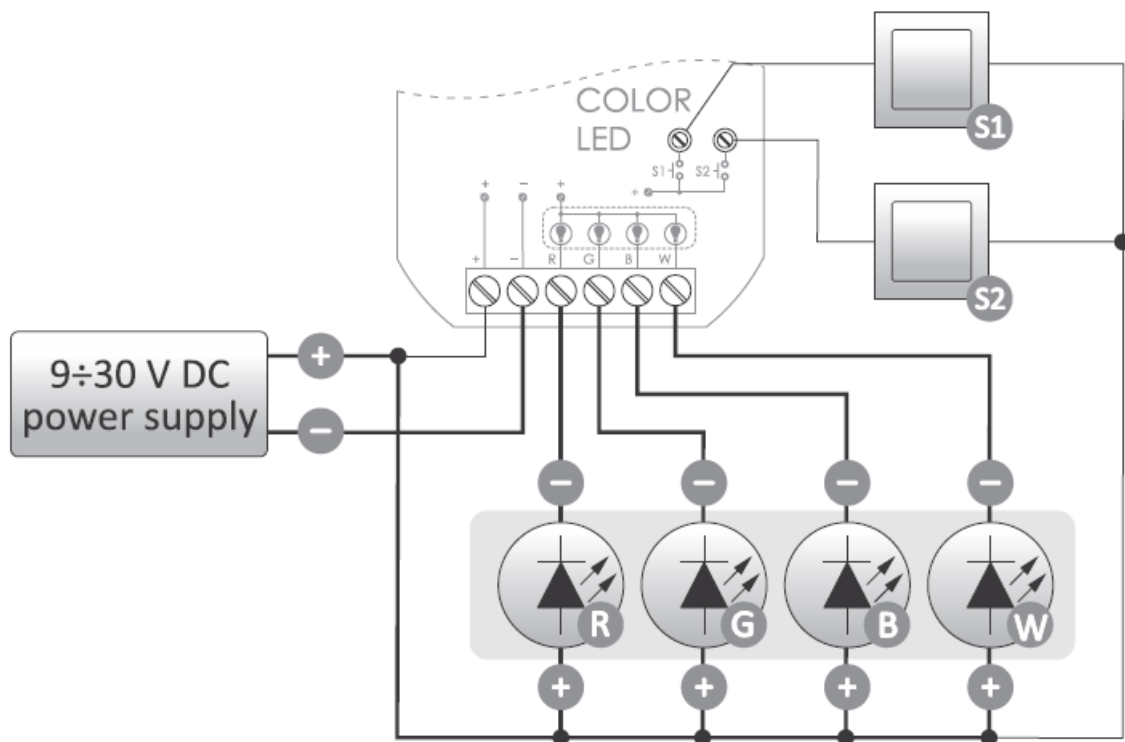 COLOR
LED
S1
S2
S1
S2
+ - +
+
+ - R G B W
9÷30 V DC
power supply
+
-
- - - -
R G B W
+ + + +